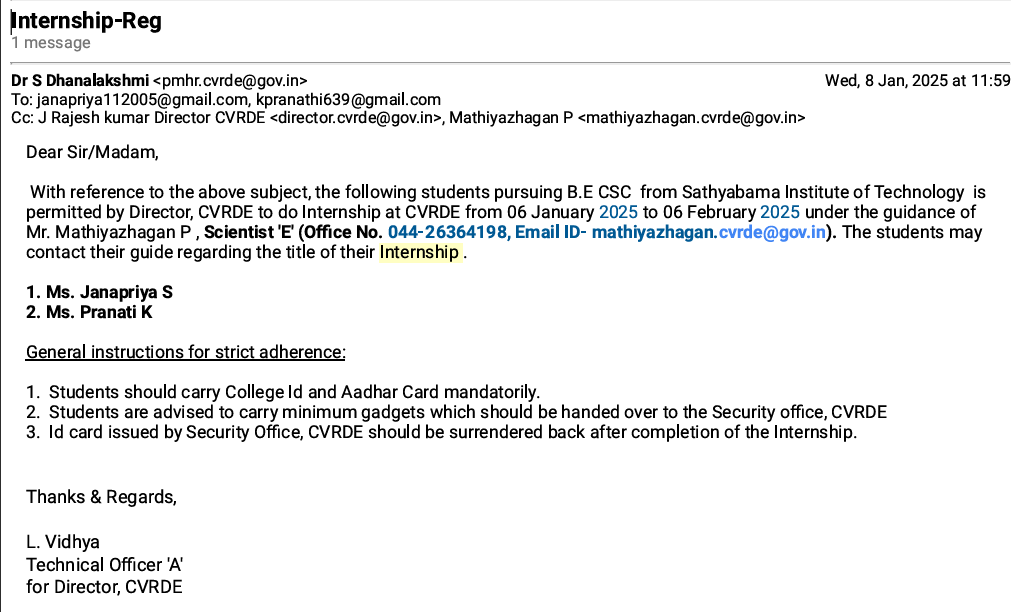 Internship-Reg
1 message
Dr S Dhanalakshmi <pmhr.cvrde@gov.in> Wed, 8 Jan, 2025 at 11:59
To: janapriya112005@gmail.com, kpranathi639@gmail.com
Cc: J Rajesh kumar Director CVRDE <director.cvrde@gov.in>, Mathiyazhagan P <mathiyazhagan.cvrde@gov.in>
Dear Sir/Madam,
With reference to the above subject, the following students pursuing B.E CSC from Sathyabama Institute of Technology is
permitted by Director, CVRDE to do Internship at CVRDE from 06 January 2025 to 06 February 2025 under the guidance of
Mr. Mathiyazhagan P , Scientist 'E' (Office No. 044-26364198, Email ID- mathiyazhagan.cvrde@gov.in). The students may
contact their guide regarding the title of their Internship .
1. Ms. Janapriya S
2. Ms. Pranati K
General instructions for strict adherence:
1. Students should carry College Id and Aadhar Card mandatorily.
2. Students are advised to carry minimum gadgets which should be handed over to the Security office, CVRDE
3. Id card issued by Security Office, CVRDE should be surrendered back after completion of the Internship.
Thanks & Regards,
L. Vidhya
Technical Officer 'A'
for Director, CVRDE